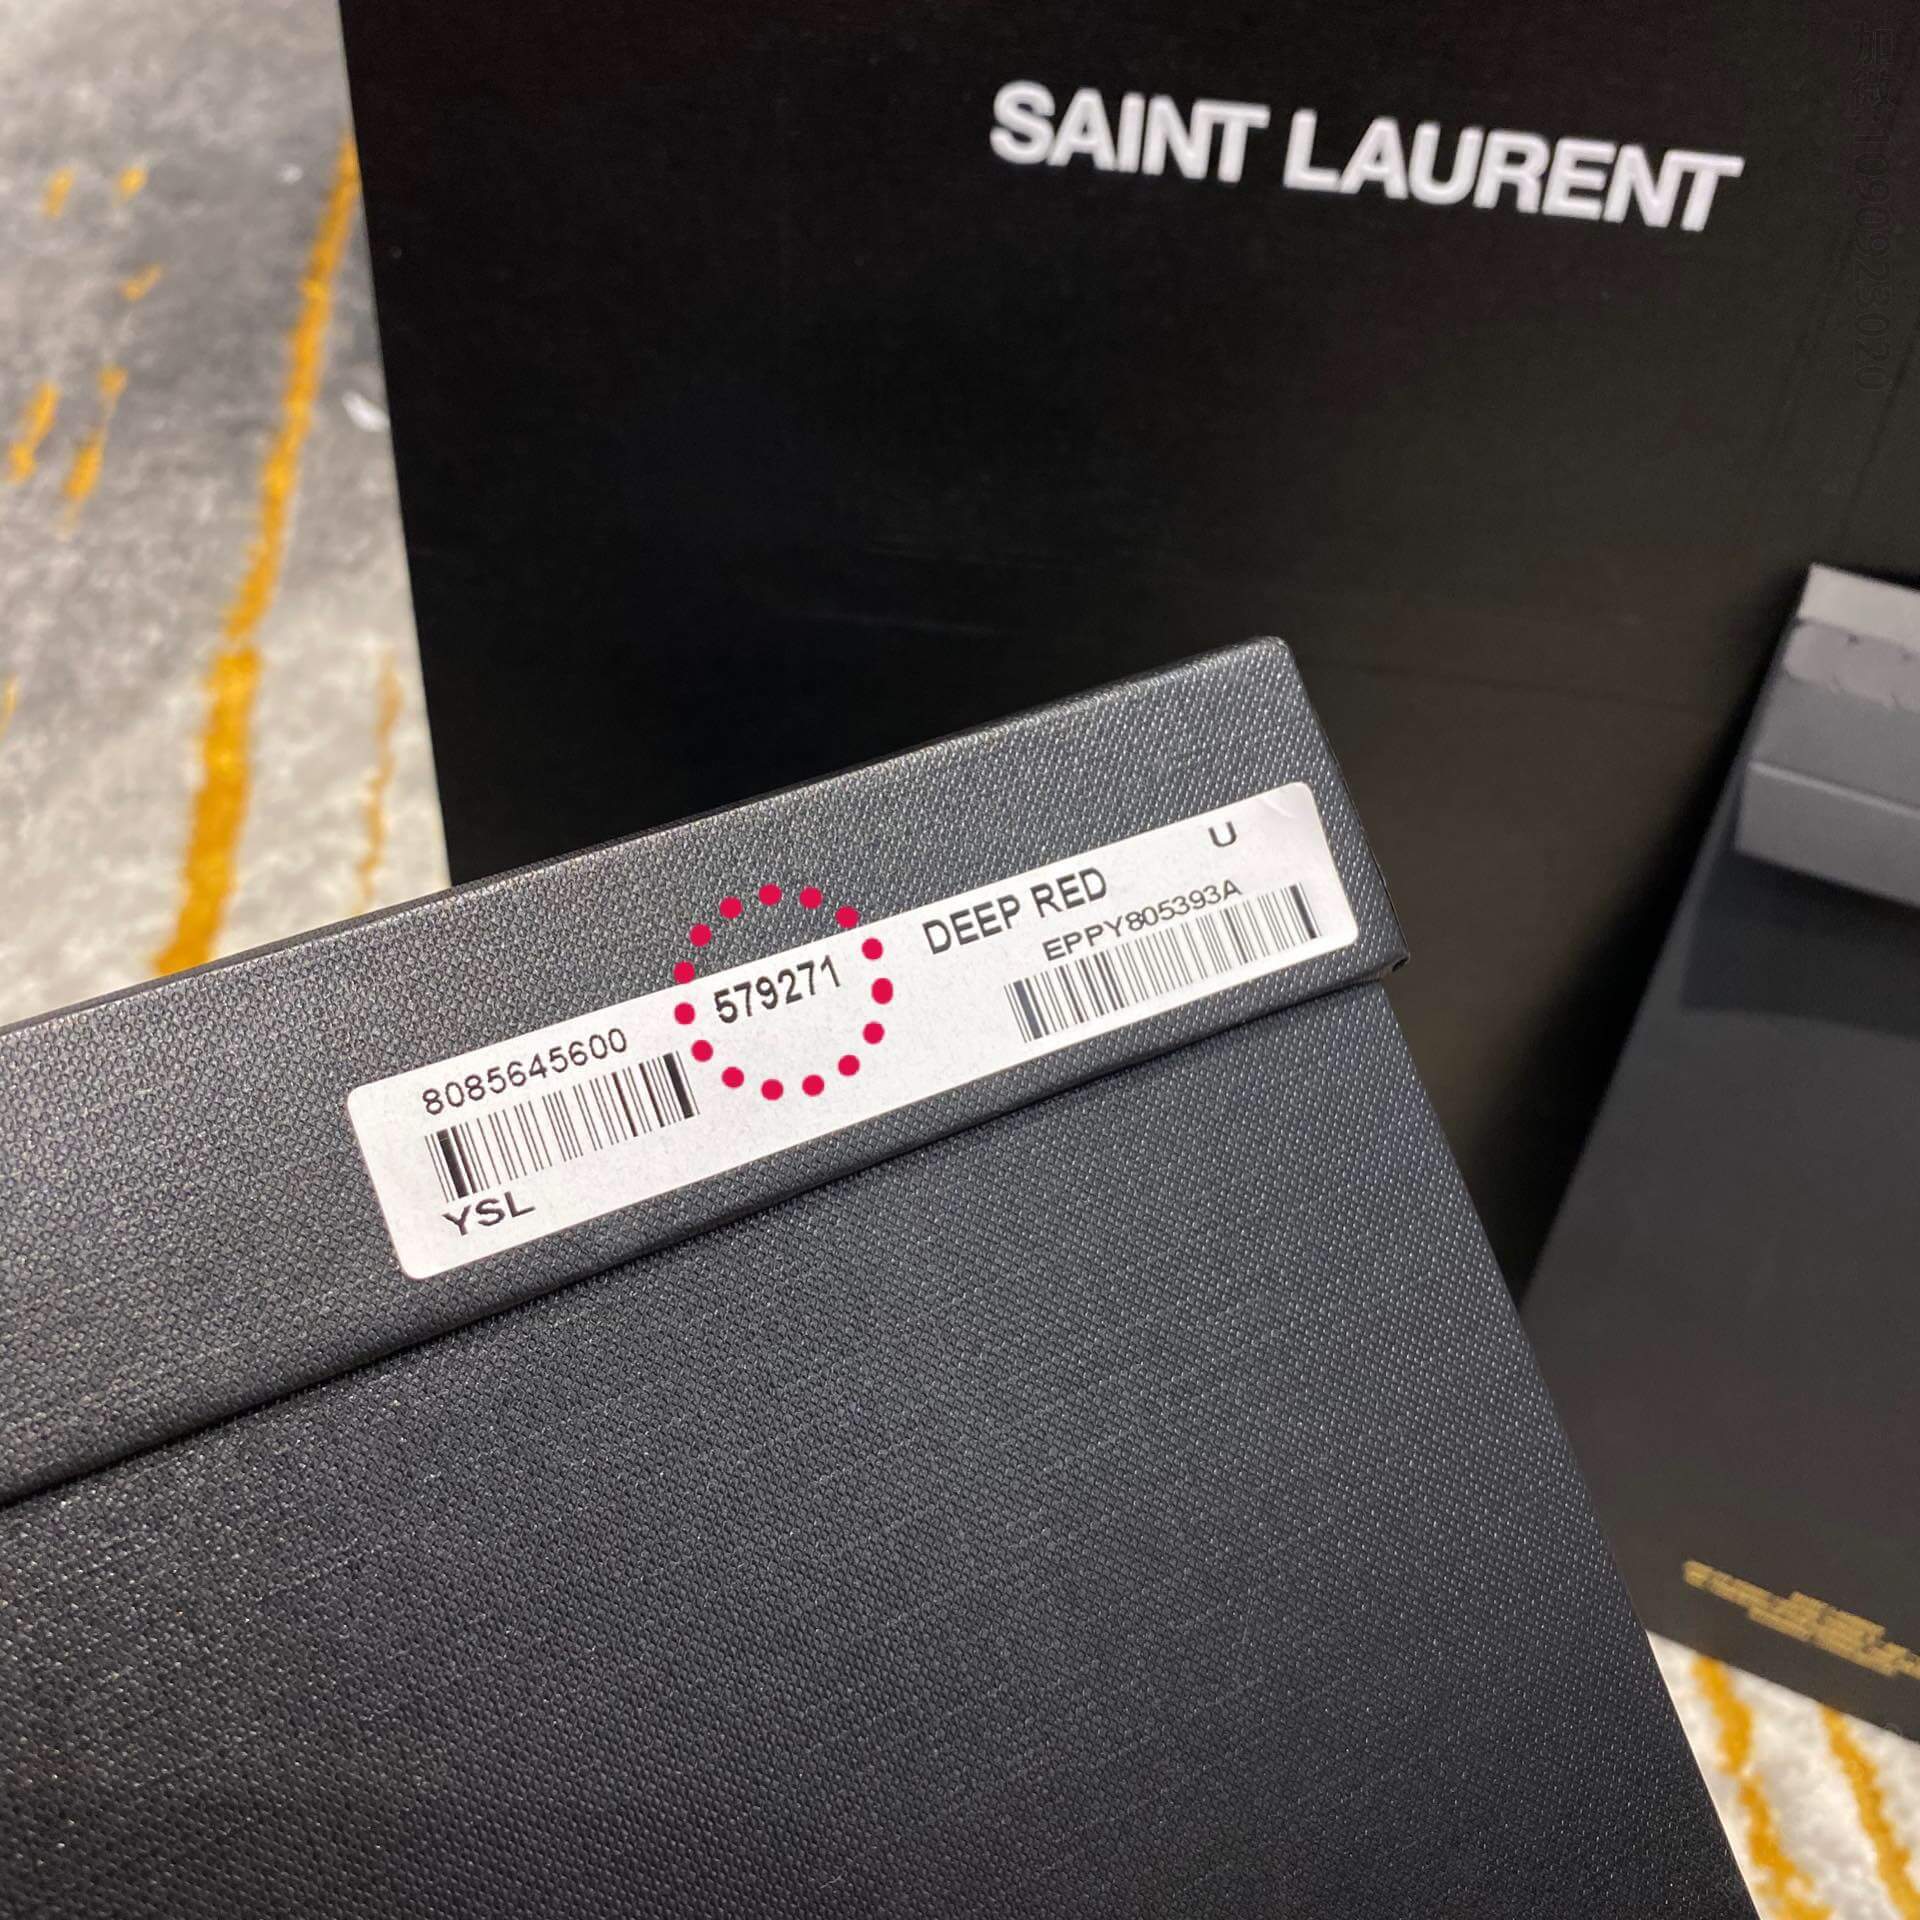 SAINT LAURENT
8085645600
579271
DEEP RED
U
EPPY805393A
YSL